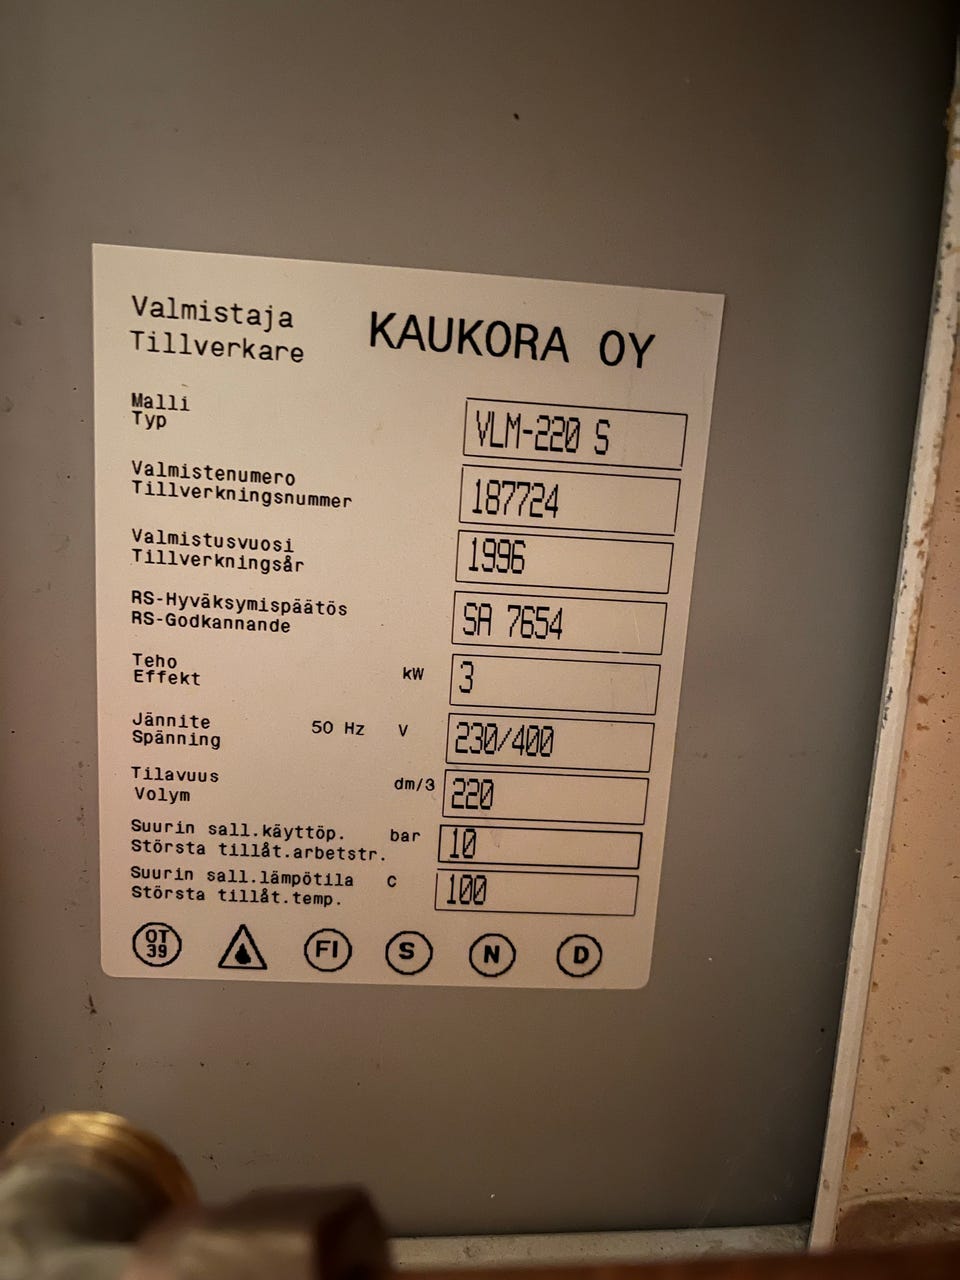 Valmistaja
Tillverkare
KAUKORA OY
Malli
Typ
VLM-220 S
Valmistenumero
Tillverkningsnummer
187724
Valmistusvuosi
Tillverkningsår
1996
RS-Hyväksymispäätös
RS-Godkannande
SA 7654
Teho
Effekt
kW
3
Jännite
Spänning
50 Hz V
230/400
Tilavuus
Volym
dm/3
220
Suurin sall.käyttöp.
Största tillåt.arbetstr.
bar
10
Suurin sall.lämpötila
Största tillåt.temp.
C
100
OT
39
FI S N D